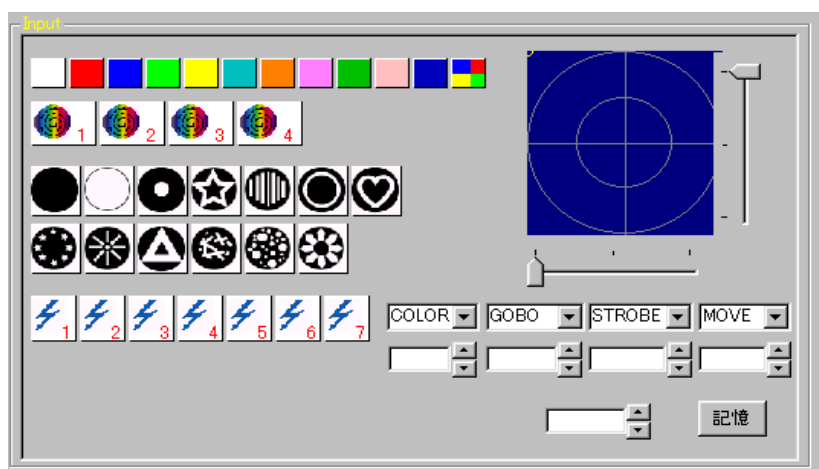 Input
1 2 3 4
1 2 3 4 5 6 7
COLOR GOBO STROBE MOVE
記憶